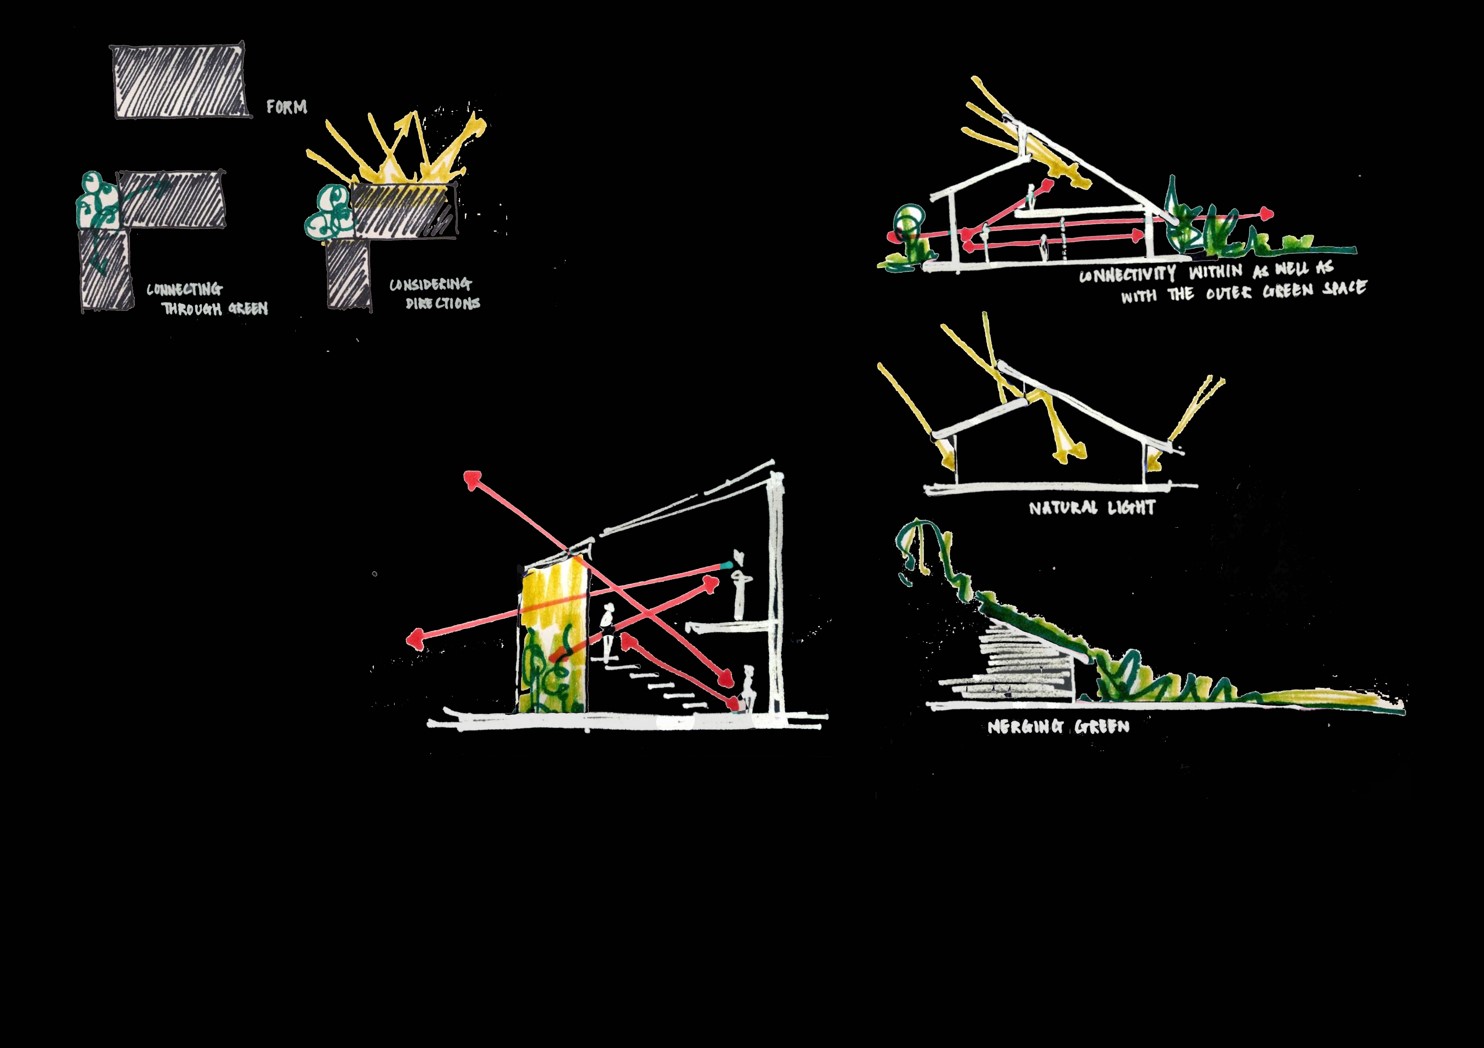 FORM
CONNECTING
THROUGH GREEN
CONSIDERING
DIRECTIONS
CONNECTIVITY WITHIN AS WELL AS
WITH THE OUTER GREEN SPACE
NATURAL LIGHT
MERGING GREEN